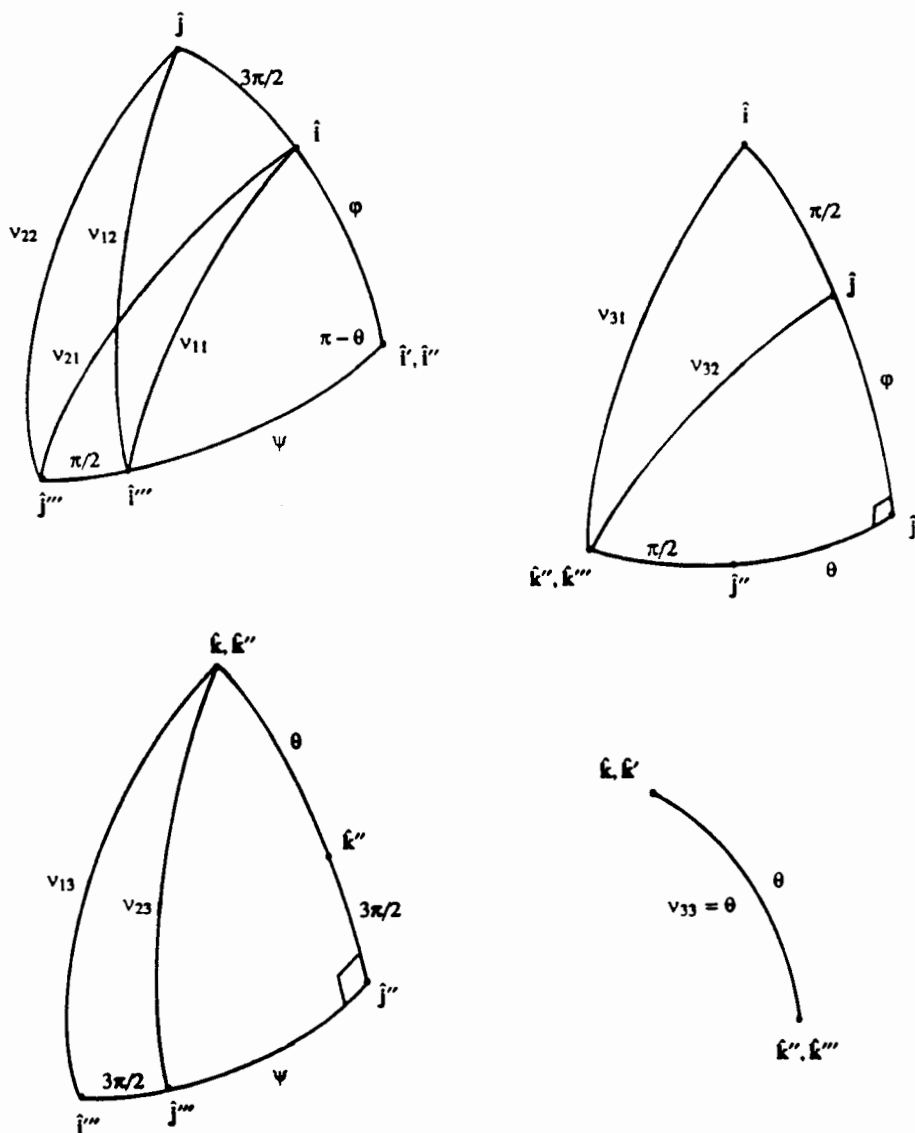 ĵ
3π/2
î
φ
ν₂₂
ν₁₂
ν₂₁
ν₁₁
π − θ
î′, î″
ψ
π/2
ĵ‴
î‴
î
π/2
ν₃₁
ĵ
ν₃₂
φ
ĵ
π/2
θ
k̂″, k̂‴
ĵ″
k̂, k̂″
θ
k̂″
ν₁₃
ν₂₃
3π/2
ĵ″
ψ
3π/2
î‴
ĵ‴
k̂, k̂′
θ
ν₃₃ = θ
k̂″, k̂‴